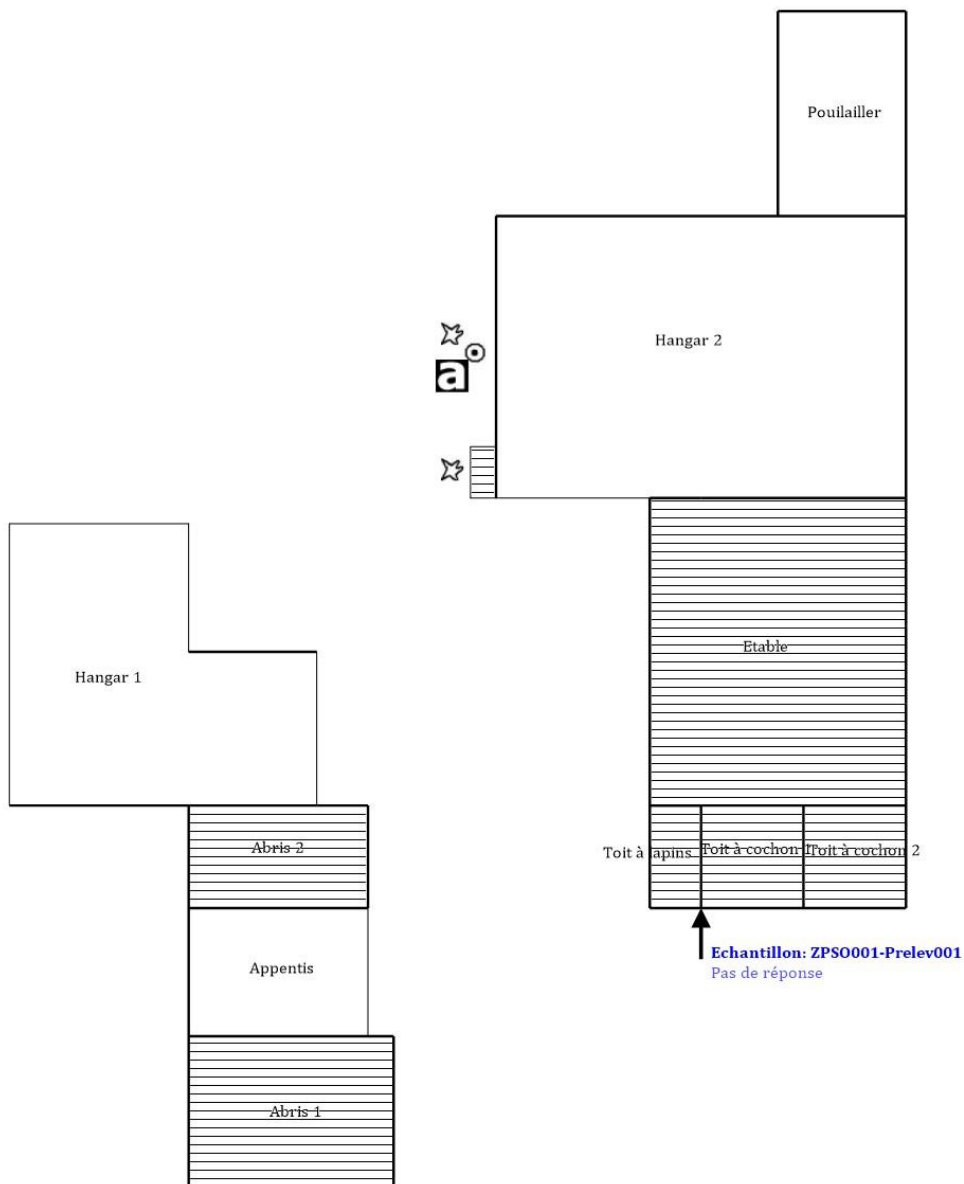 Pouilailler
Hangar 2
a
Etable
Hangar 1
Abris 2
Toit à lapins
Toit à cochon 1
Toit à cochon 2
Echantillon: ZPSO001-Prelev001
Pas de réponse
Appentis
Abris 1